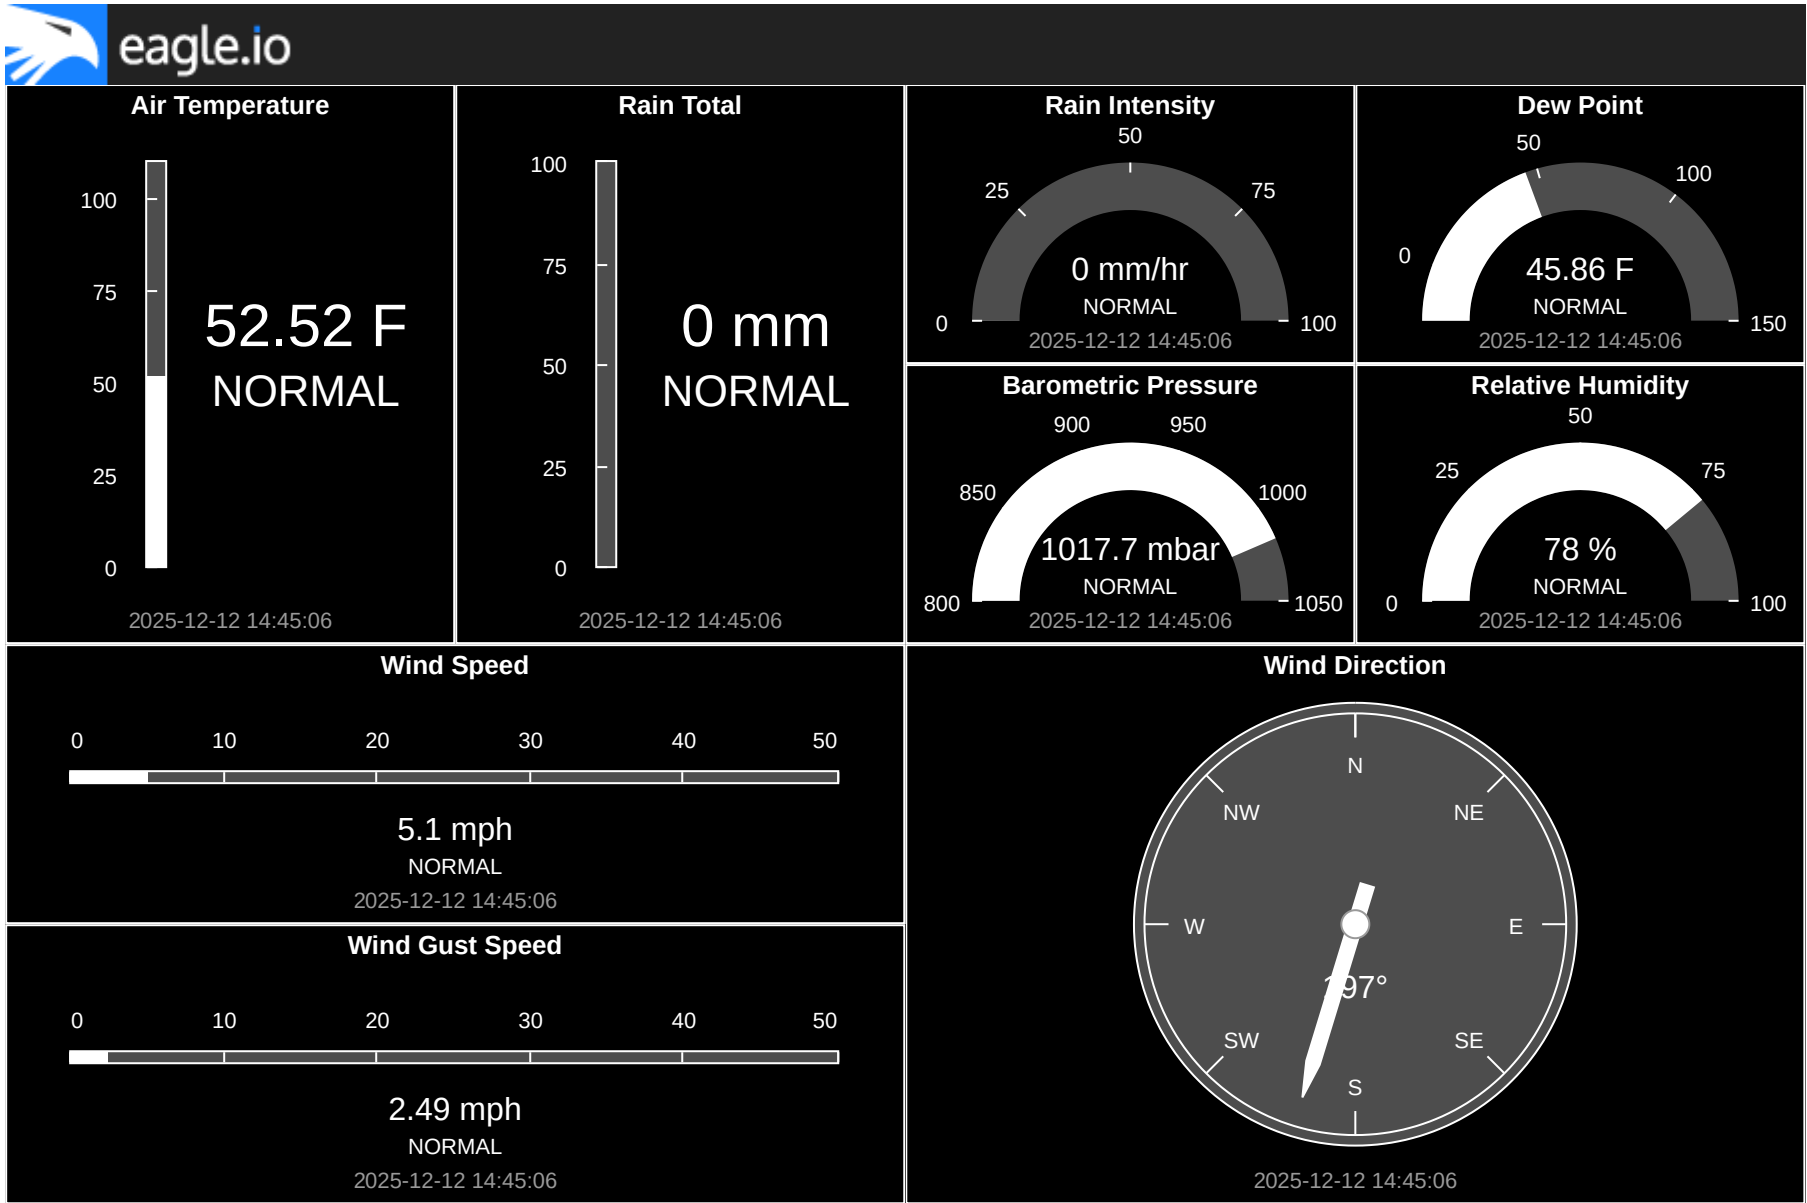 eagle.io
Air Temperature
100
75
50
25
0
52.52 F
NORMAL
2025-12-12 14:45:06
Rain Total
100
75
50
25
0
0 mm
NORMAL
2025-12-12 14:45:06
Rain Intensity
0
25
50
75
100
0 mm/hr
NORMAL
2025-12-12 14:45:06
Dew Point
0
50
100
150
45.86 F
NORMAL
2025-12-12 14:45:06
Barometric Pressure
800
850
900
950
1000
1050
1017.7 mbar
NORMAL
2025-12-12 14:45:06
Relative Humidity
0
25
50
75
100
78 %
NORMAL
2025-12-12 14:45:06
Wind Speed
0 10 20 30 40 50
5.1 mph
NORMAL
2025-12-12 14:45:06
Wind Gust Speed
0 10 20 30 40 50
2.49 mph
NORMAL
2025-12-12 14:45:06
Wind Direction
N
NW NE
W E
197°
SW SE
S
2025-12-12 14:45:06